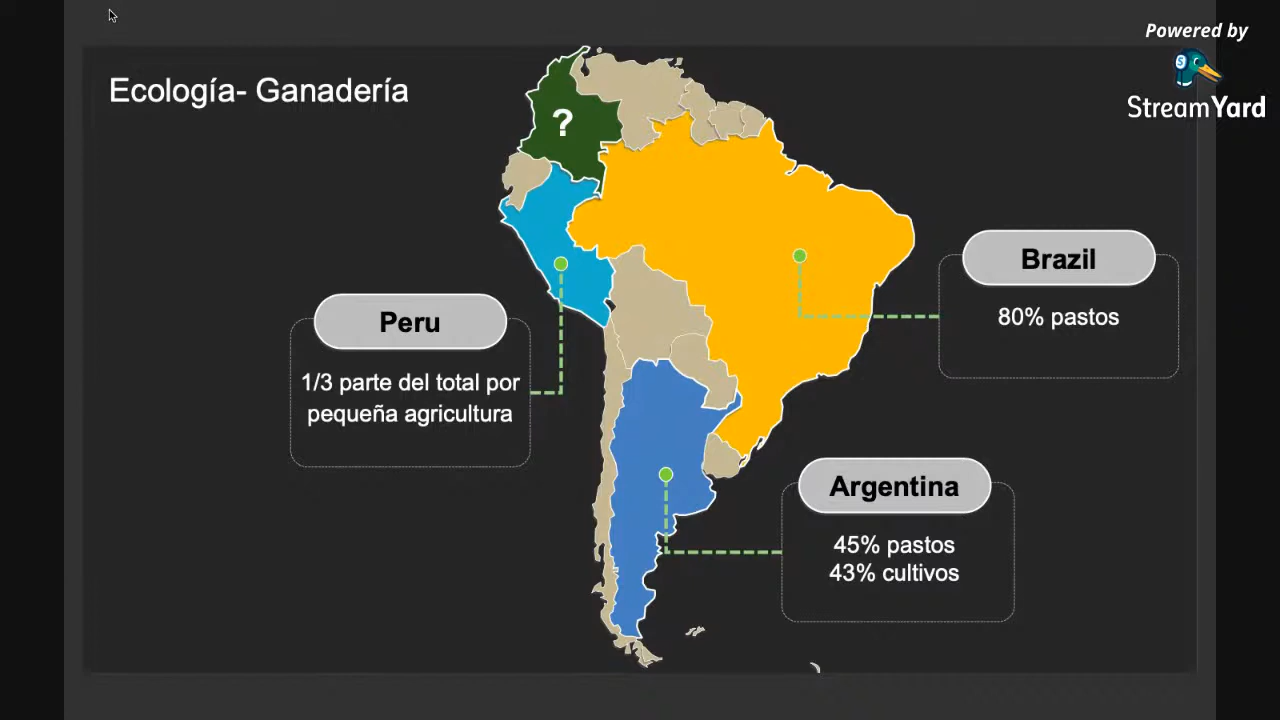 Powered by
StreamYard
Ecología- Ganadería
?
Brazil
80% pastos
Peru
1/3 parte del total por
pequeña agricultura
Argentina
45% pastos
43% cultivos